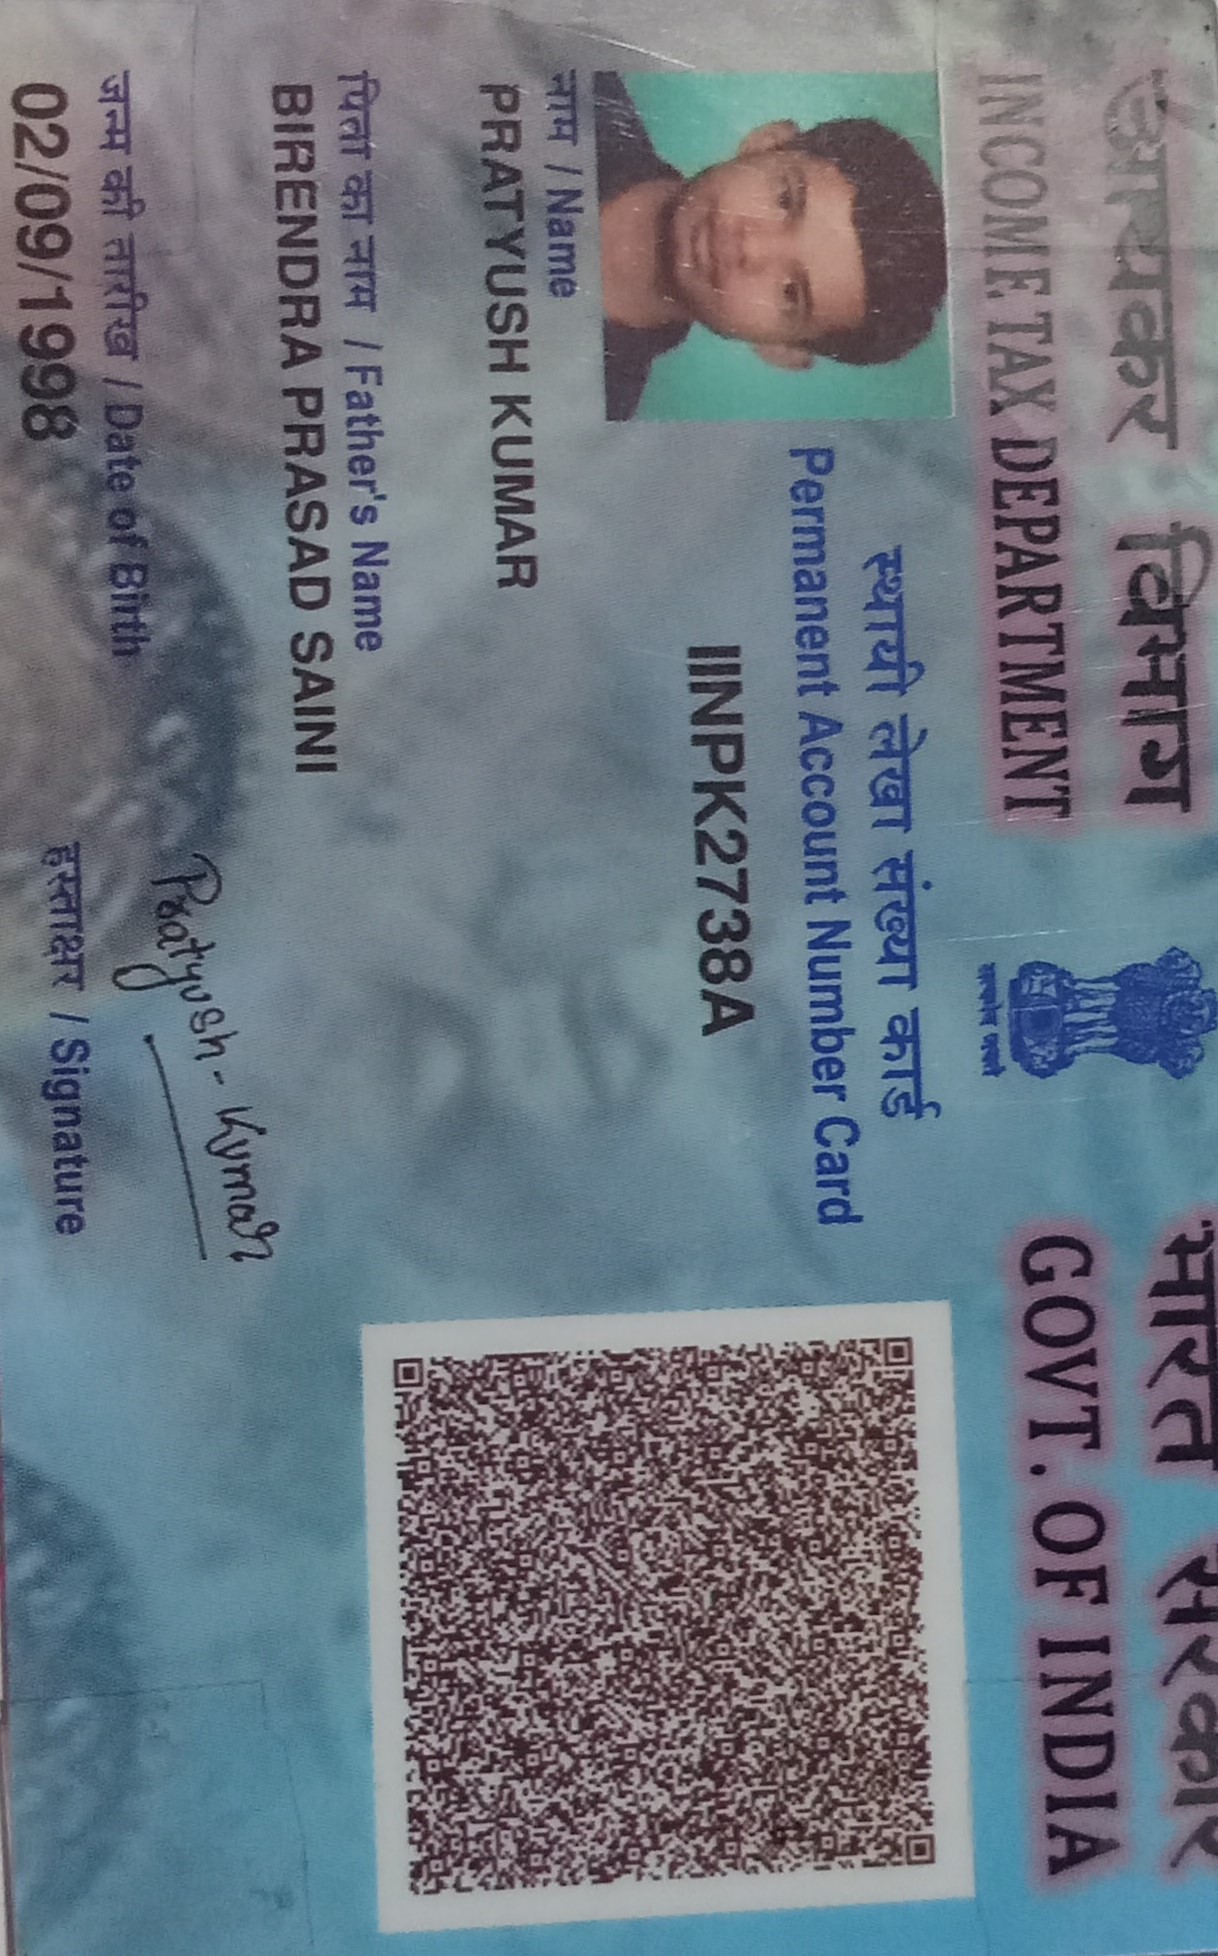 आयकर विभाग
INCOME TAX DEPARTMENT
भारत सरकार
GOVT. OF INDIA
सत्यमेव जयते
स्थायी लेखा संख्या कार्ड
Permanent Account Number Card
IINPK2738A
नाम / Name
PRATYUSH KUMAR
पिता का नाम / Father's Name
BIRENDRA PRASAD SAINI
जन्म की तारीख / Date of Birth
02/09/1998
Pratyush-Kumar
हस्ताक्षर / Signature